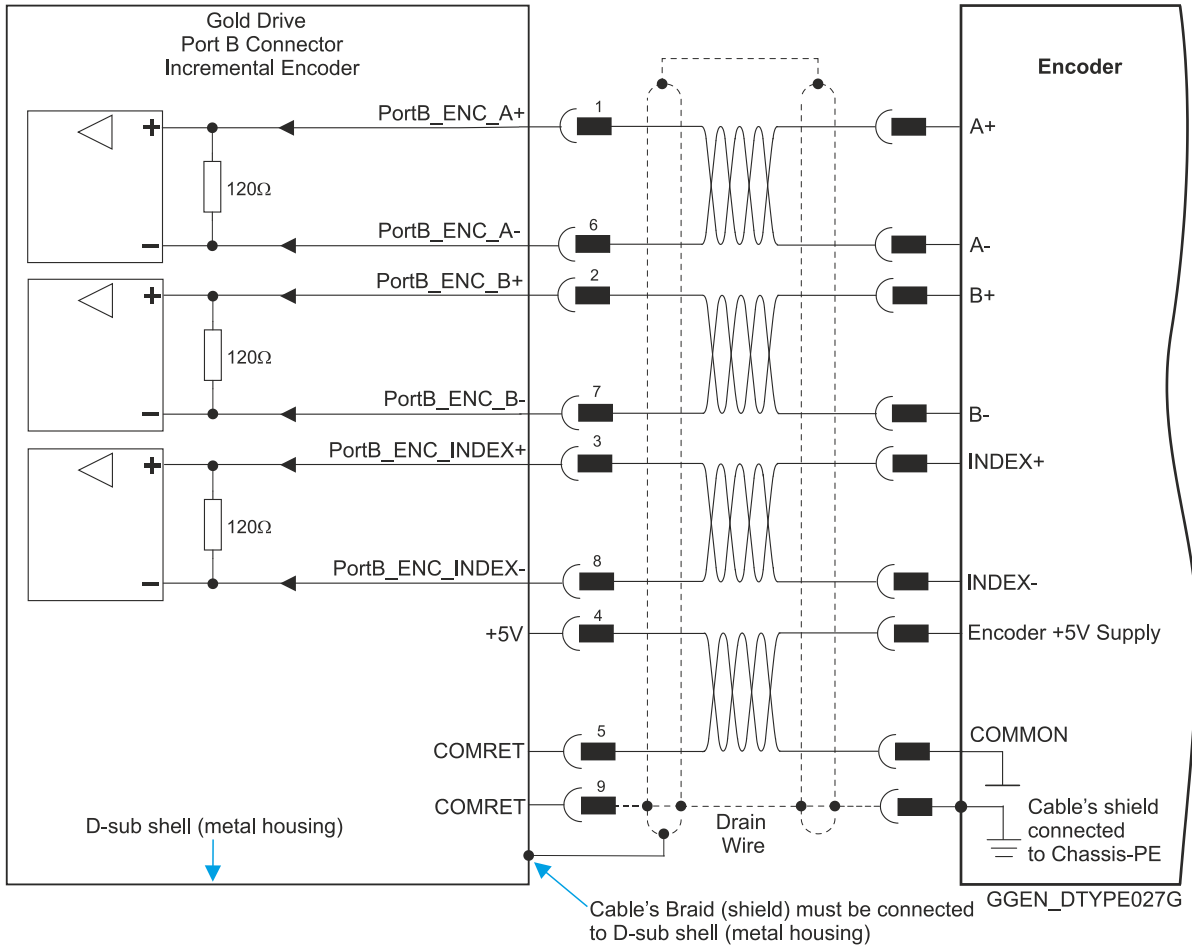 Gold Drive
Port B Connector
Incremental Encoder
Encoder
PortB_ENC_A+
1
A+
+
120Ω
PortB_ENC_A-
6
A-
−
PortB_ENC_B+
2
B+
+
120Ω
PortB_ENC_B-
7
B-
−
PortB_ENC_INDEX+
3
INDEX+
+
120Ω
PortB_ENC_INDEX-
8
INDEX-
−
+5V
4
Encoder +5V Supply
COMRET
5
COMMON
COMRET
9
Drain
Wire
Cable's shield
connected
to Chassis-PE
D-sub shell (metal housing)
GGEN_DTYPE027G
Cable's Braid (shield) must be connected
to D-sub shell (metal housing)